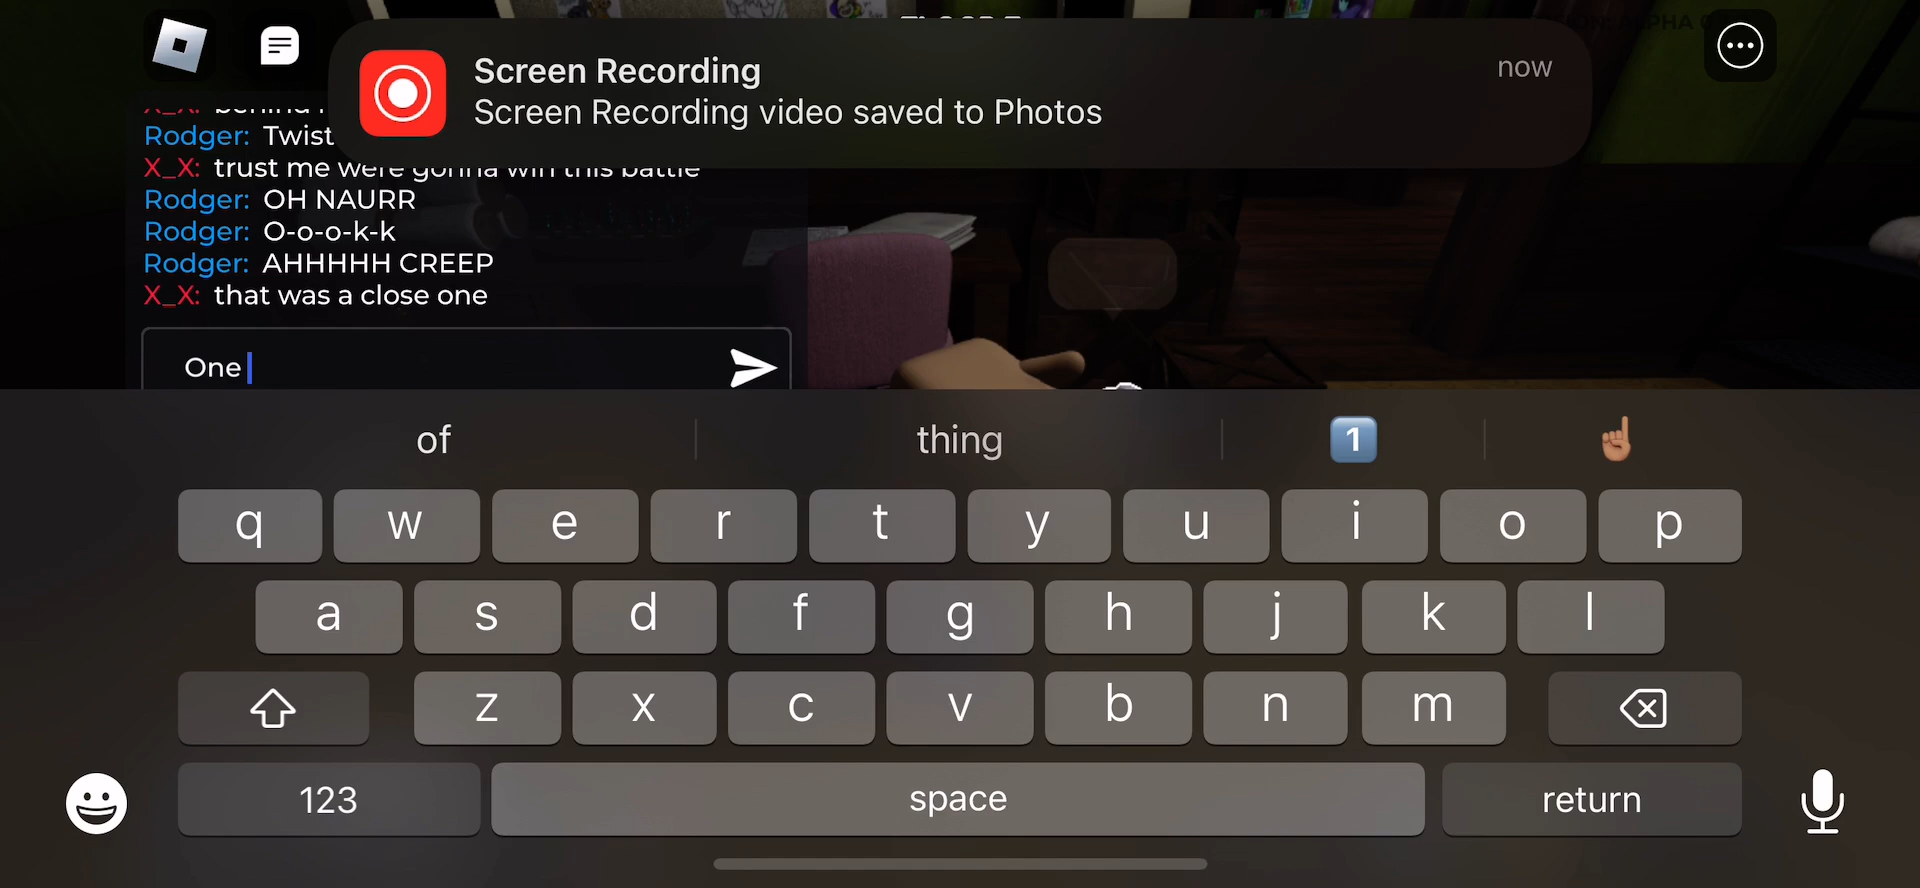 Screen Recording
now
Screen Recording video saved to Photos
X_X: behind
Rodger: Twist
X_X: trust me were gonna win this battle
Rodger: OH NAURR
Rodger: O-o-o-k-k
Rodger: AHHHHH CREEP
X_X: that was a close one
One
of
thing
1
q w e r t y u i o p
a s d f g h j k l
z x c v b n m
123
space
return